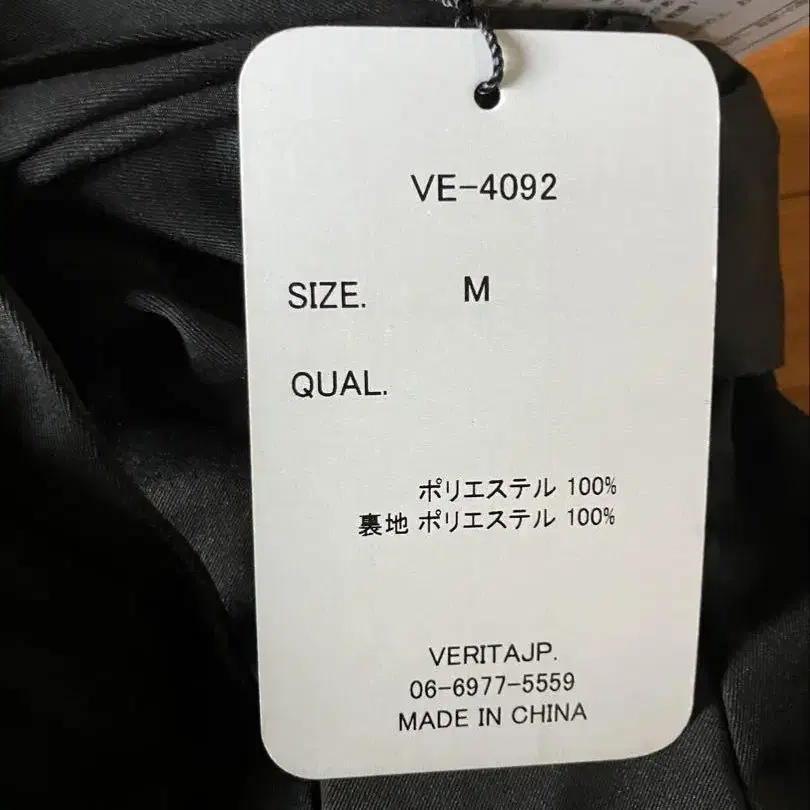 VE-4092
SIZE. M
QUAL.
ポリエステル 100%
裏地 ポリエステル 100%
VERITAJP.
06-6977-5559
MADE IN CHINA